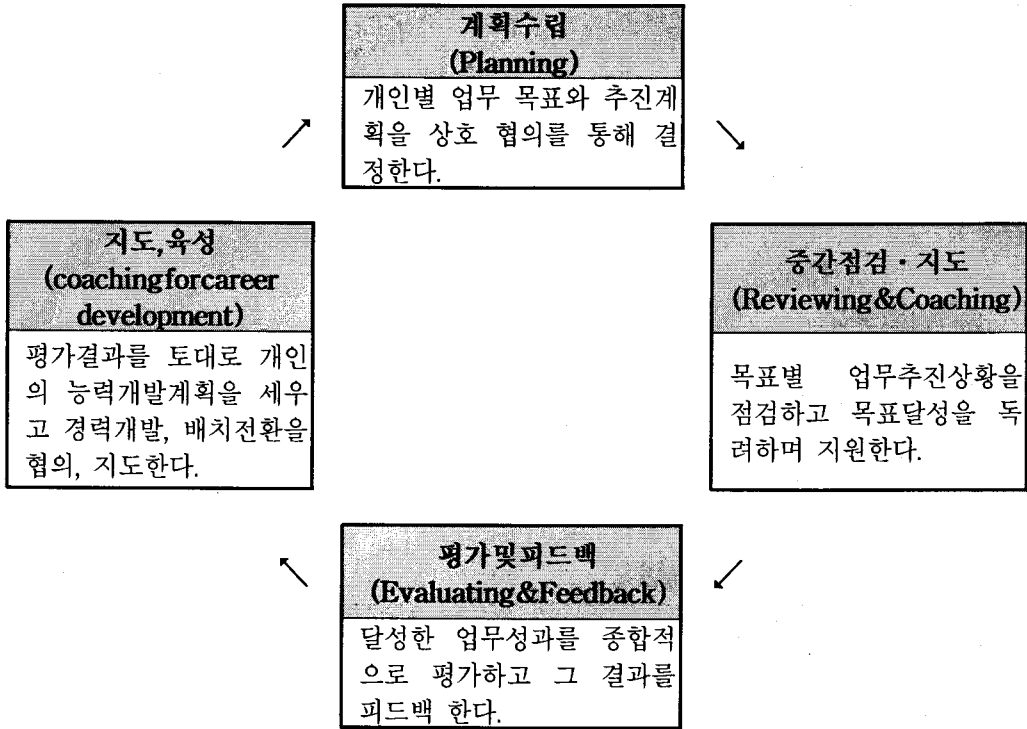 계획수립
(Planning)
개인별 업무 목표와 추진계
획을 상호 협의를 통해 결
정한다.
지도,육성
(coachingforcareer
development)
평가결과를 토대로 개인
의 능력개발계획을 세우
고 경력개발, 배치전환을
협의, 지도한다.
중간점검·지도
(Reviewing&Coaching)
목표별 업무추진상황을
점검하고 목표달성을 독
려하며 지원한다.
평가및피드백
(Evaluating&Feedback)
달성한 업무성과를 종합적
으로 평가하고 그 결과를
피드백 한다.